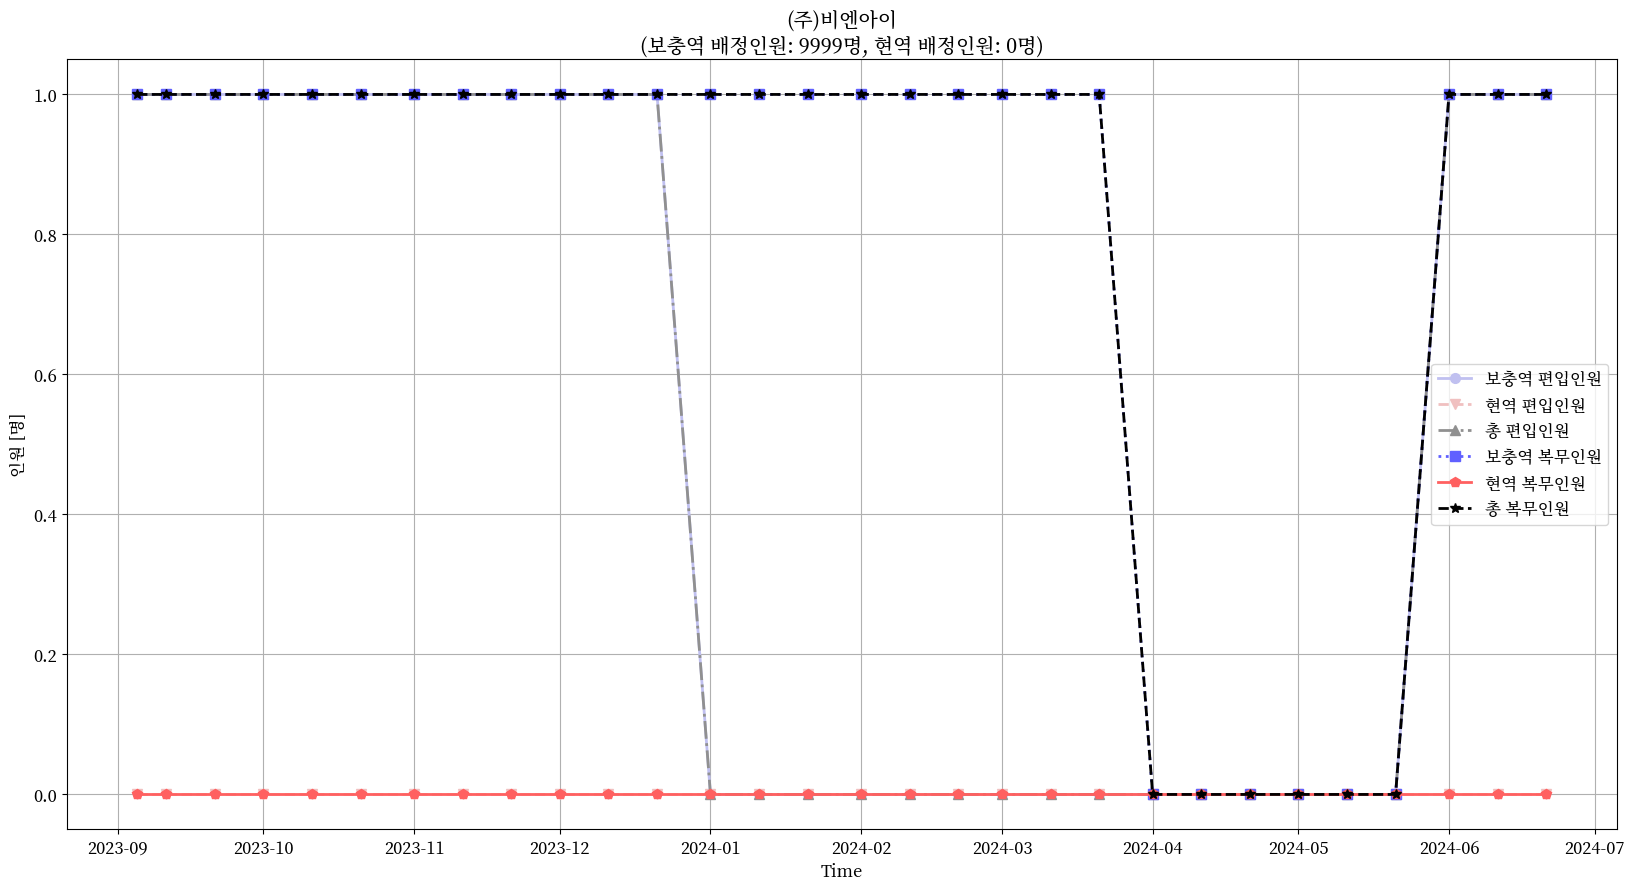 (주)비엔아이
(보충역 배정인원: 9999명, 현역 배정인원: 0명)
1.0
0.8
0.6
0.4
0.2
0.0
인원 [명]
보충역 편입인원
현역 편입인원
총 편입인원
보충역 복무인원
현역 복무인원
총 복무인원
2023-09
2023-10
2023-11
2023-12
2024-01
2024-02
2024-03
2024-04
2024-05
2024-06
2024-07
Time